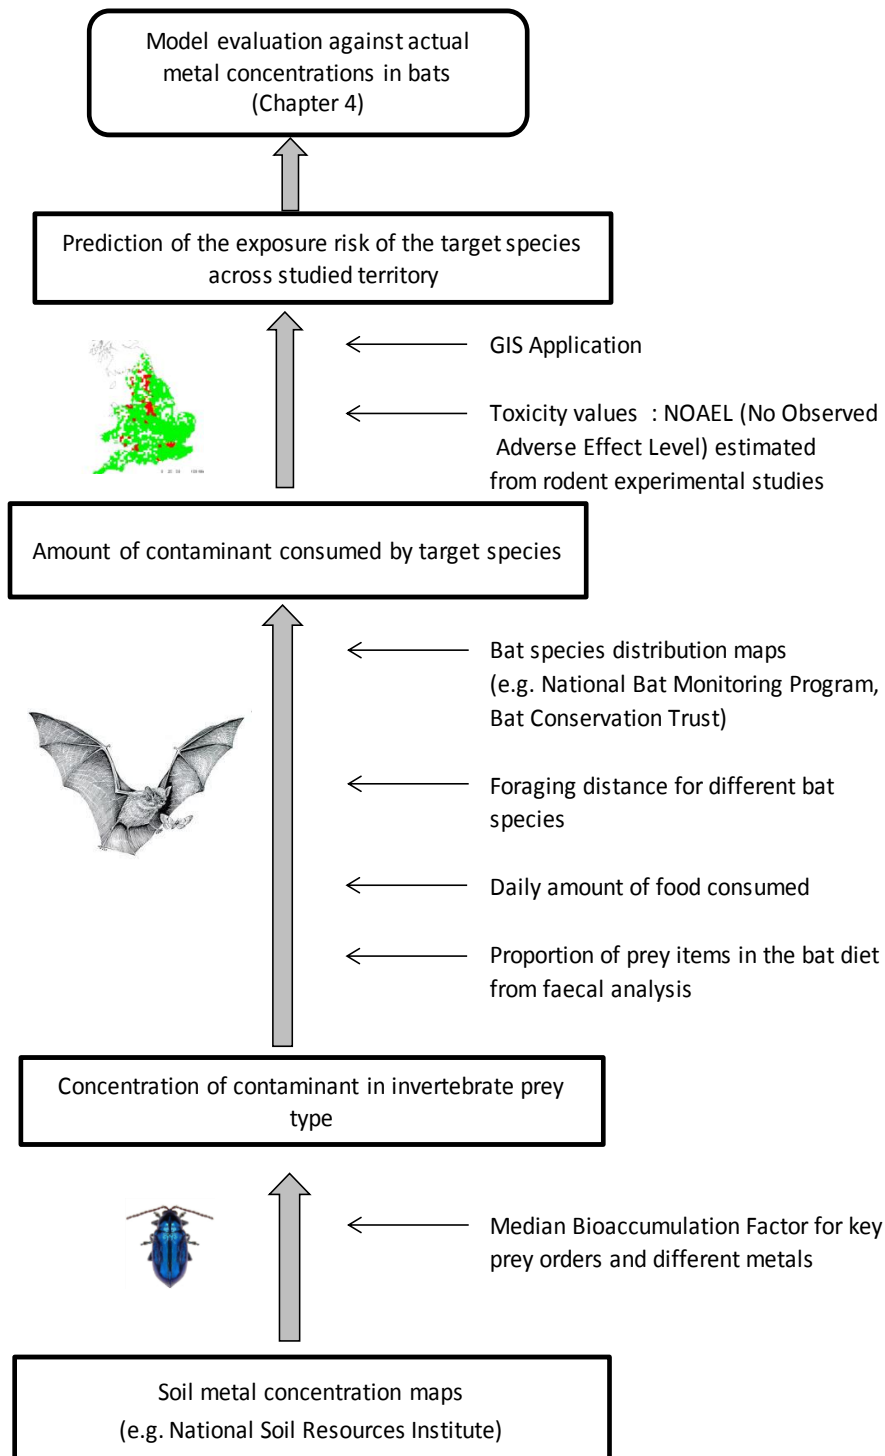 Model evaluation against actual
metal concentrations in bats
(Chapter 4)
Prediction of the exposure risk of the target species
across studied territory
GIS Application
Toxicity values : NOAEL (No Observed
Adverse Effect Level) estimated
from rodent experimental studies
Amount of contaminant consumed by target species
Bat species distribution maps
(e.g. National Bat Monitoring Program,
Bat Conservation Trust)
Foraging distance for different bat
species
Daily amount of food consumed
Proportion of prey items in the bat diet
from faecal analysis
Concentration of contaminant in invertebrate prey
type
Median Bioaccumulation Factor for key
prey orders and different metals
Soil metal concentration maps
(e.g. National Soil Resources Institute)